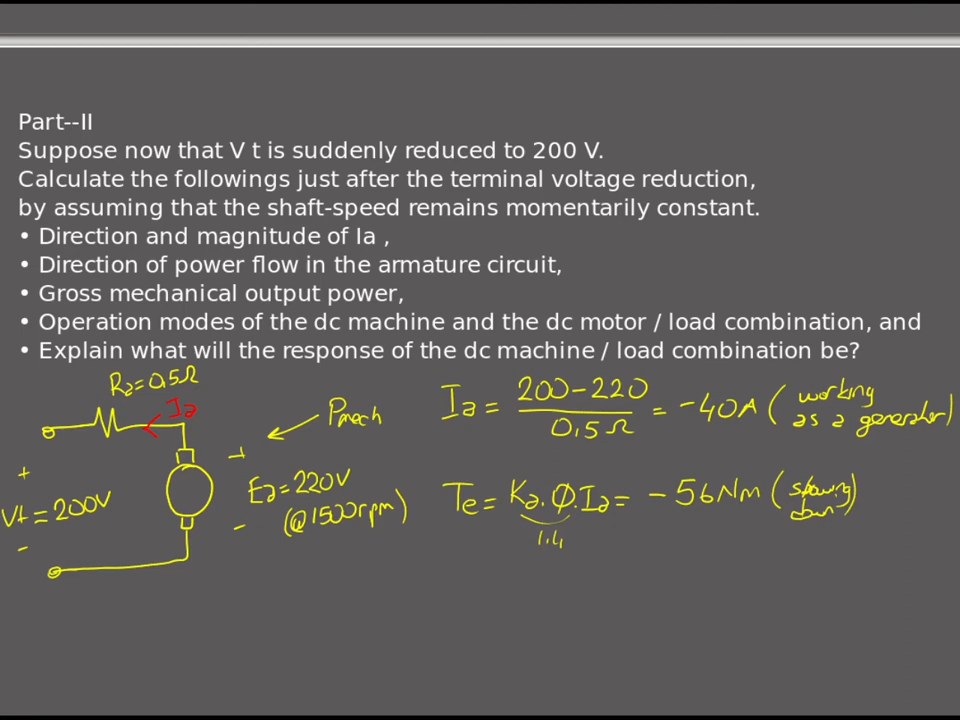 Part--II
Suppose now that V t is suddenly reduced to 200 V.
Calculate the followings just after the terminal voltage reduction,
by assuming that the shaft-speed remains momentarily constant.
• Direction and magnitude of Ia ,
• Direction of power flow in the armature circuit,
• Gross mechanical output power,
• Operation modes of the dc machine and the dc motor / load combination, and
• Explain what will the response of the dc machine / load combination be?
Ra=0.5Ω
Ia
Pmech
+
Vt=200V
-
+
Ea=220V
(@1500rpm)
-
Ia = 200-220 / 0.5Ω = -40A (working as a generator)
Te = Ka.Φ.Ia = -56Nm (slowing down)
1.4